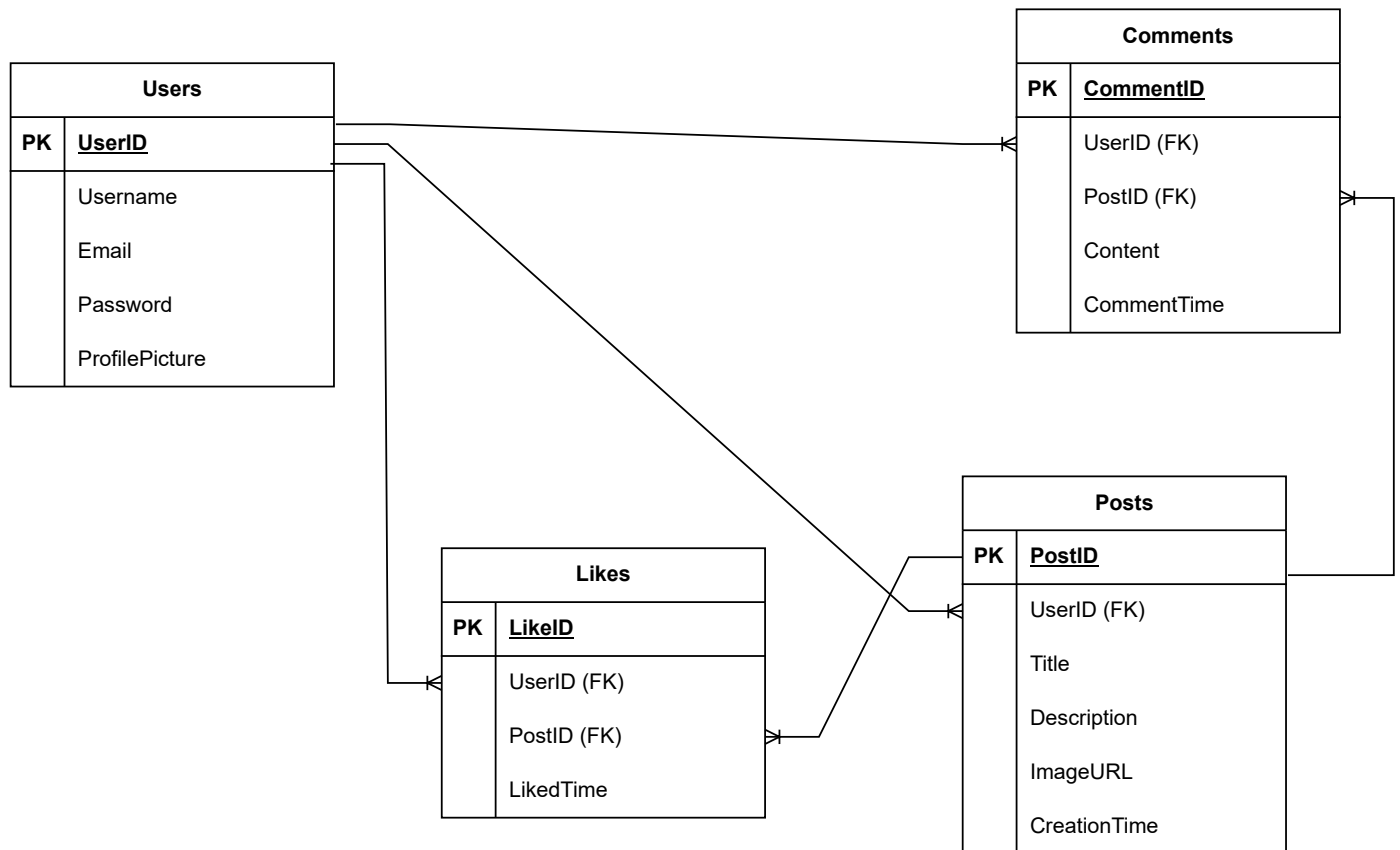 Users
PK UserID
Username
Email
Password
ProfilePicture
Comments
PK CommentID
UserID (FK)
PostID (FK)
Content
CommentTime
Likes
PK LikeID
UserID (FK)
PostID (FK)
LikedTime
Posts
PK PostID
UserID (FK)
Title
Description
ImageURL
CreationTime